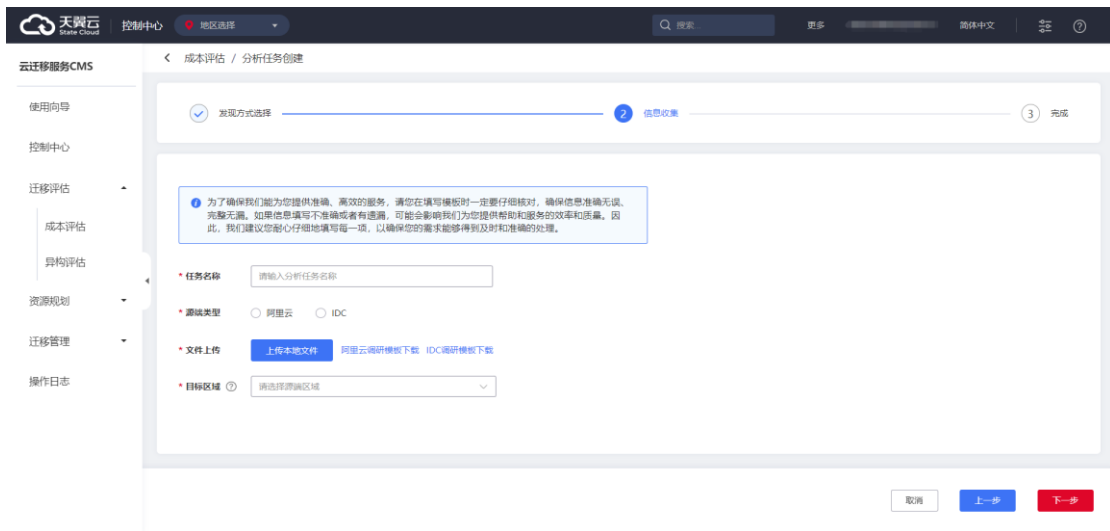 天翼云
State Cloud
控制中心
地区选择
搜索...
更多
简体中文
云迁移服务CMS
成本评估 / 分析任务创建
使用向导
控制中心
迁移评估
成本评估
异构评估
资源规划
迁移管理
操作日志
发现方式选择
2
信息收集
3
完成
为了确保我们能为您提供准确、高效的服务，请您在填写模板时一定要仔细核对，确保信息准确无误、
完整无漏。如果信息填写不准确或者有遗漏，可能会影响我们为您提供帮助和服务的效率和质量。因
此，我们建议您耐心仔细地填写每一项，以确保您的需求能够得到及时和准确的处理。
* 任务名称
请输入分析任务名称
* 源端类型
阿里云
IDC
* 文件上传
上传本地文件
阿里云调研模板下载 IDC调研模板下载
* 目标区域
请选择源端区域
取消
上一步
下一步